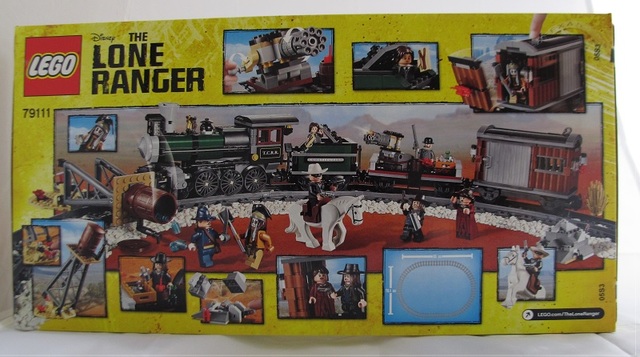 LEGO
Disney
THE
LONE
RANGER
79111
T.C.R.R.
LEGO.com/TheLoneRanger